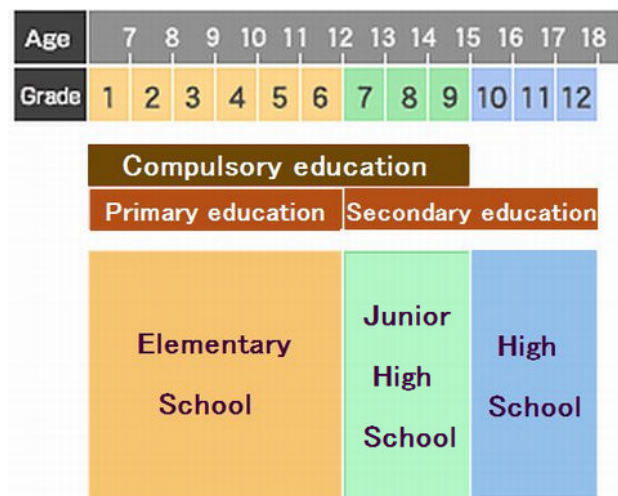 Age 7 8 9 10 11 12 13 14 15 16 17 18
Grade 1 2 3 4 5 6 7 8 9 10 11 12
Compulsory education
Primary education Secondary education
Elementary
School
Junior
High
School
High
School